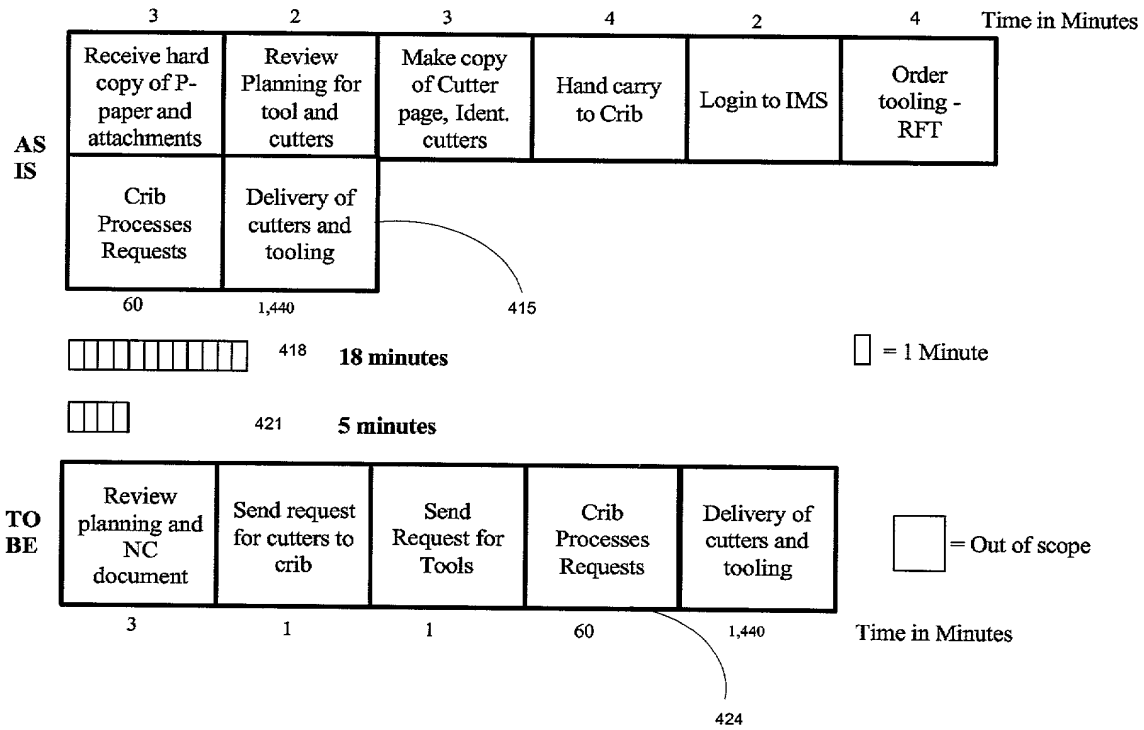 3 2 3 4 2 4 Time in Minutes
AS
IS
Receive hard
copy of P-
paper and
attachments
Review
Planning for
tool and
cutters
Make copy
of Cutter
page, Ident.
cutters
Hand carry
to Crib
Login to IMS
Order
tooling -
RFT
Crib
Processes
Requests
Delivery of
cutters and
tooling
60 1,440 415
418 18 minutes
= 1 Minute
421 5 minutes
TO
BE
Review
planning and
NC
document
Send request
for cutters to
crib
Send
Request for
Tools
Crib
Processes
Requests
Delivery of
cutters and
tooling
= Out of scope
3 1 1 60 1,440 Time in Minutes
424